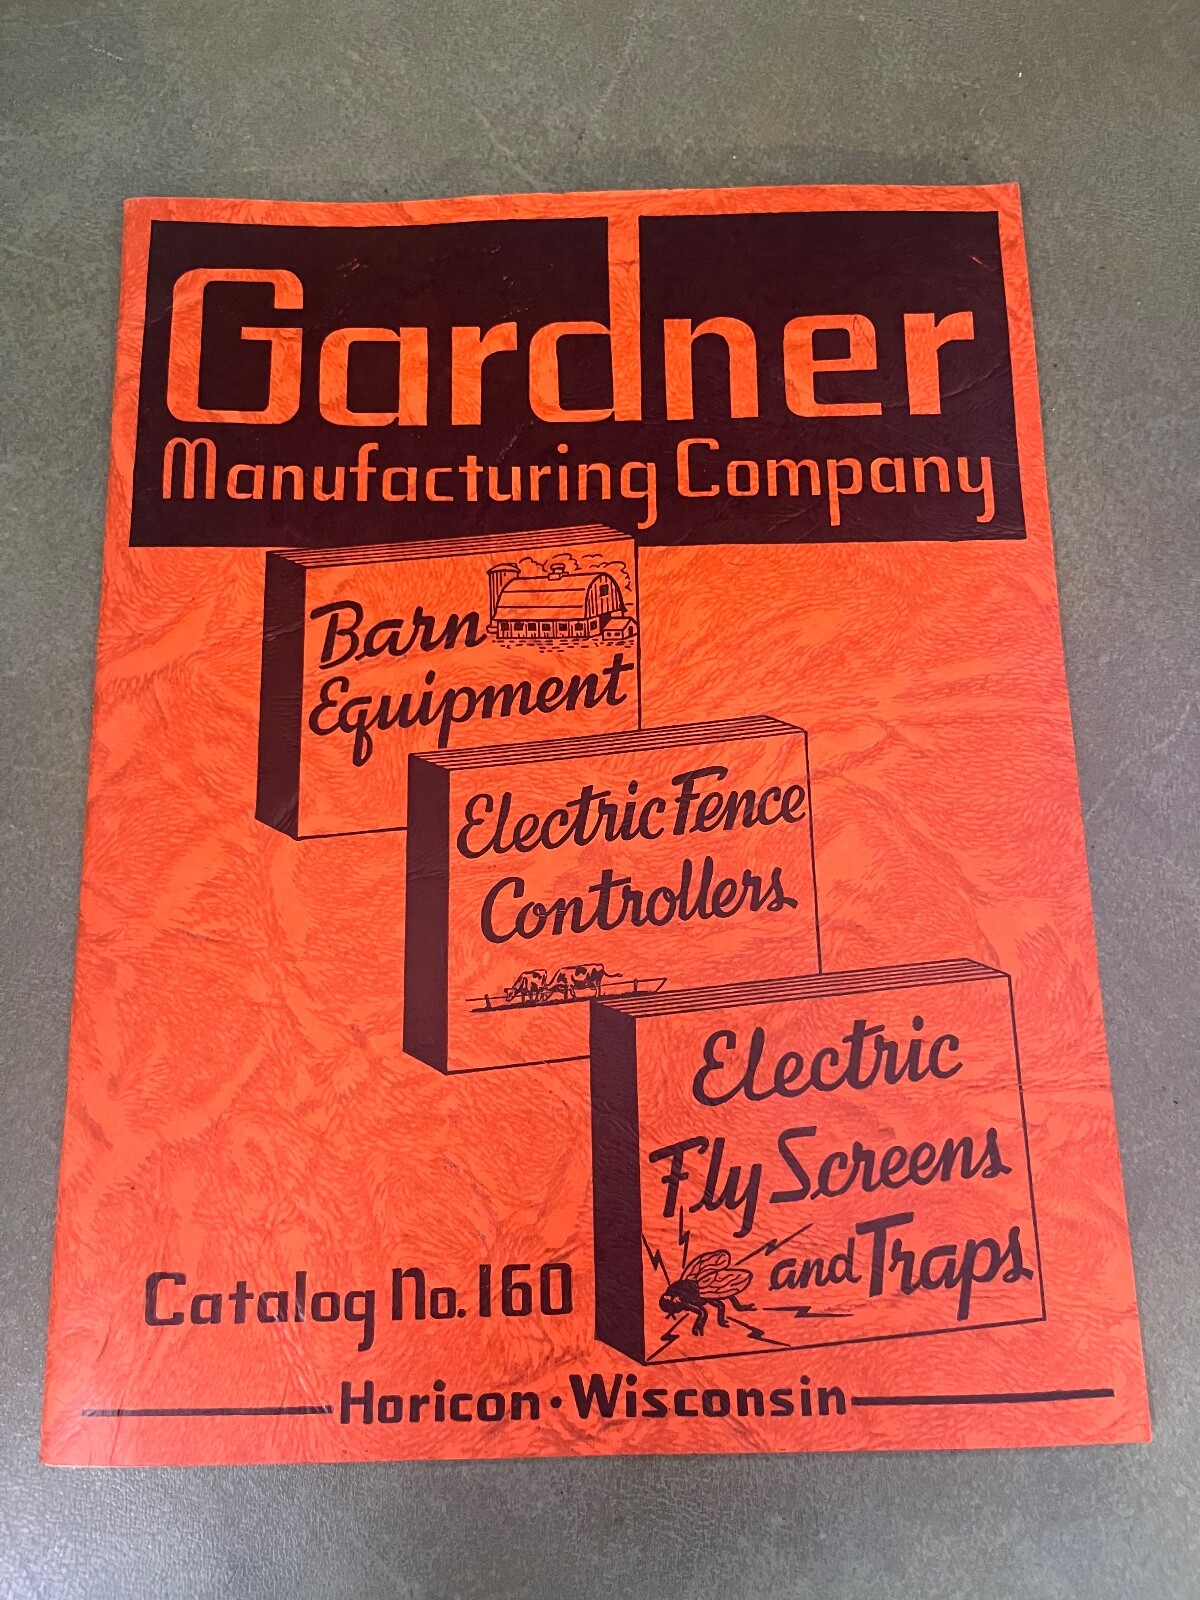 Gardner
Manufacturing Company
Barn
Equipment
Electric Fence
Controllers
Electric
Fly Screens
and Traps
Catalog No. 160
Horicon • Wisconsin